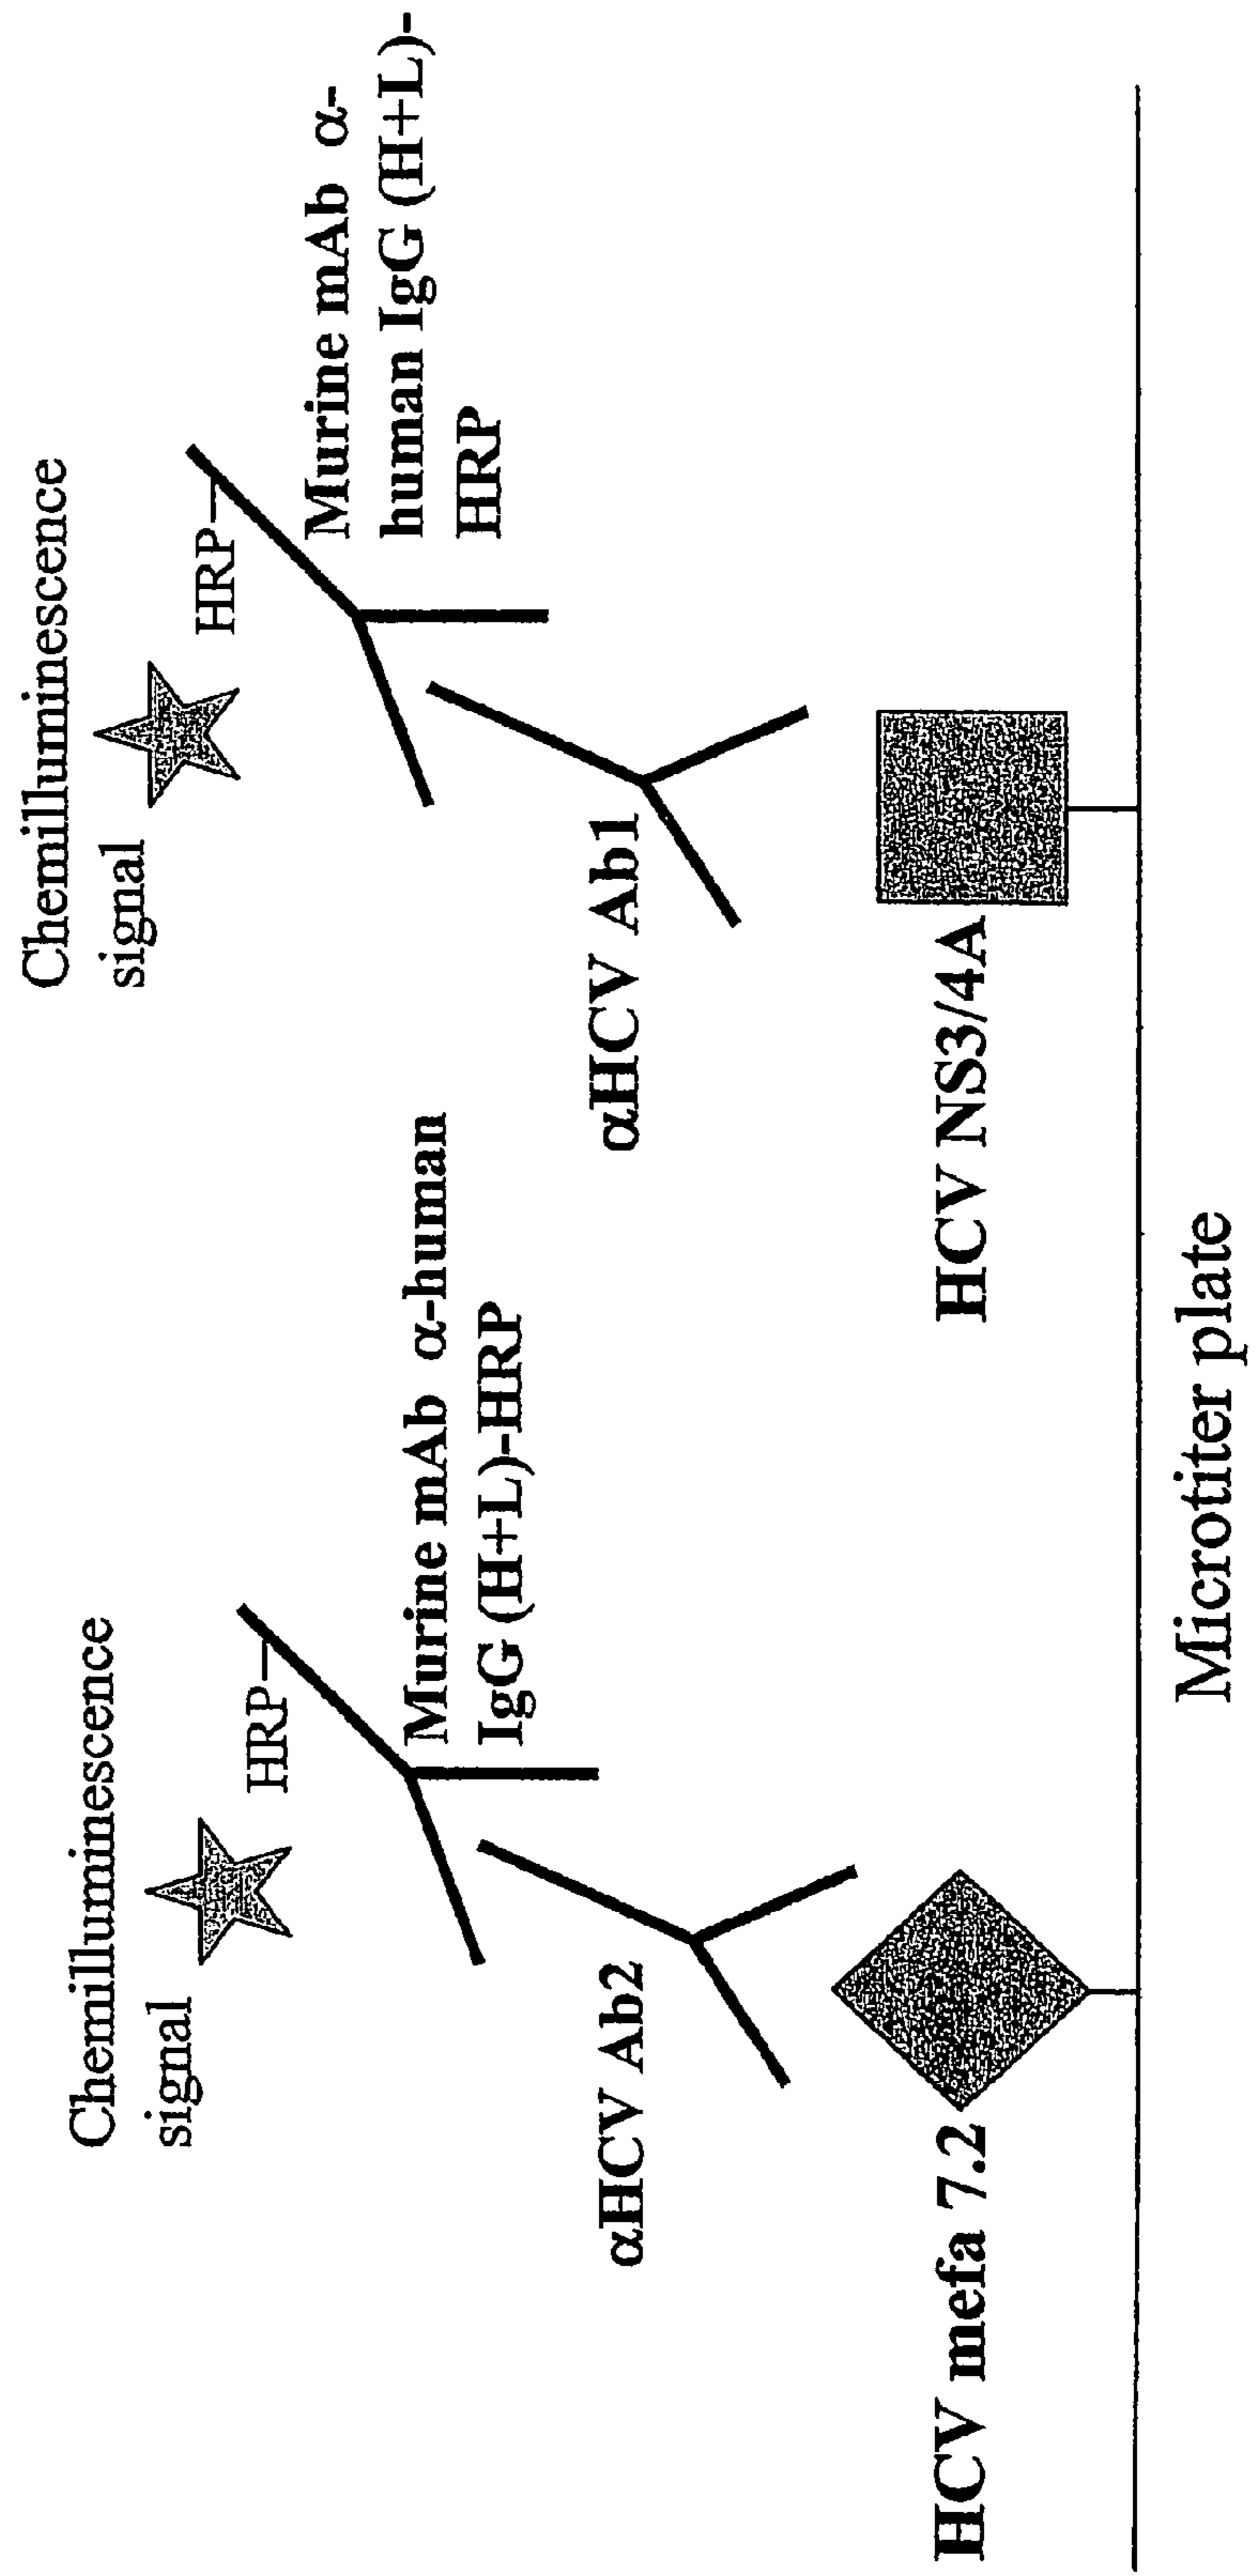 Chemilluminescence
signal
HRP
Murine mAb α-human
IgG (H+L)-HRP
αHCV Ab2
HCV mefa 7.2
Chemilluminescence
signal
HRP
Murine mAb α-
human IgG (H+L)-
HRP
αHCV Ab1
HCV NS3/4A
Microtiter plate